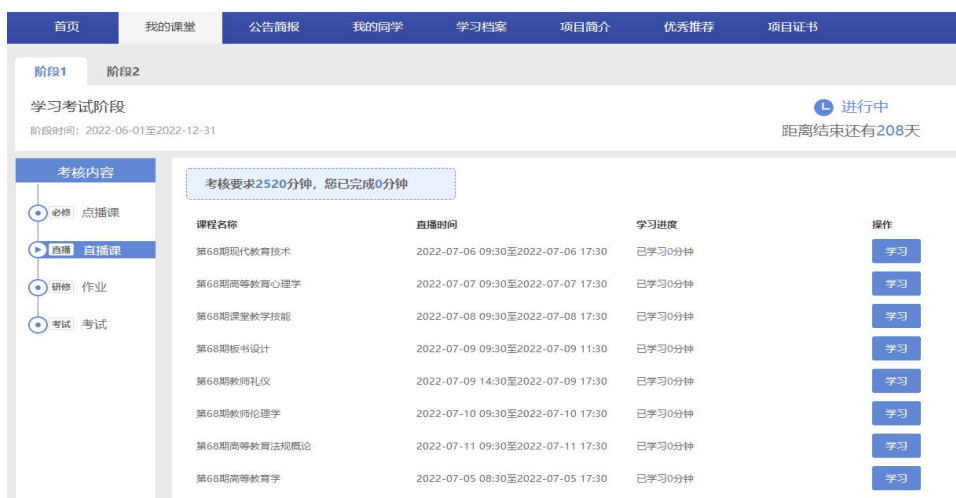 首页 我的课堂 公告简报 我的同学 学习档案 项目简介 优秀推荐 项目证书
阶段1 阶段2
学习考试阶段
阶段时间：2022-06-01至2022-12-31
进行中
距离结束还有208天
考核内容
必修 点播课
直播 直播课
研修 作业
考试 考试
考核要求2520分钟，您已完成0分钟
课程名称 直播时间 学习进度 操作
第68期现代教育技术 2022-07-06 09:30至2022-07-06 17:30 已学习0分钟 学习
第68期高等教育心理学 2022-07-07 09:30至2022-07-07 17:30 已学习0分钟 学习
第68期课堂教学技能 2022-07-08 09:30至2022-07-08 17:30 已学习0分钟 学习
第68期板书设计 2022-07-09 09:30至2022-07-09 11:30 已学习0分钟 学习
第68期教师礼仪 2022-07-09 14:30至2022-07-09 17:30 已学习0分钟 学习
第68期教师伦理学 2022-07-10 09:30至2022-07-10 17:30 已学习0分钟 学习
第68期高等教育法规概论 2022-07-11 09:30至2022-07-11 17:30 已学习0分钟 学习
第68期高等教育学 2022-07-05 08:30至2022-07-05 17:30 已学习0分钟 学习